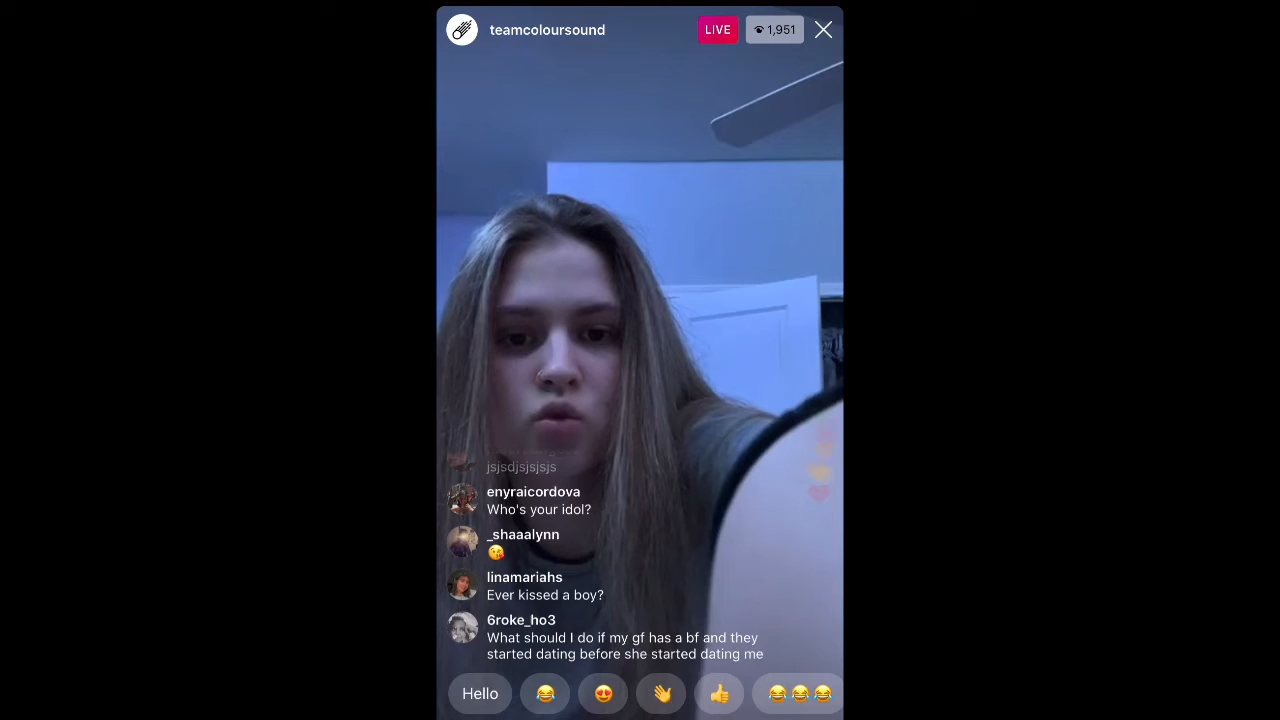 teamcoloursound
LIVE
1,951
jsjsdjsjsjsjs
enyraicordova
Who's your idol?
_shaaalynn
😘
linamariahs
Ever kissed a boy?
6roke_ho3
What should I do if my gf has a bf and they
started dating before she started dating me
Hello 😂 😍 👋 👍 😂😂😂